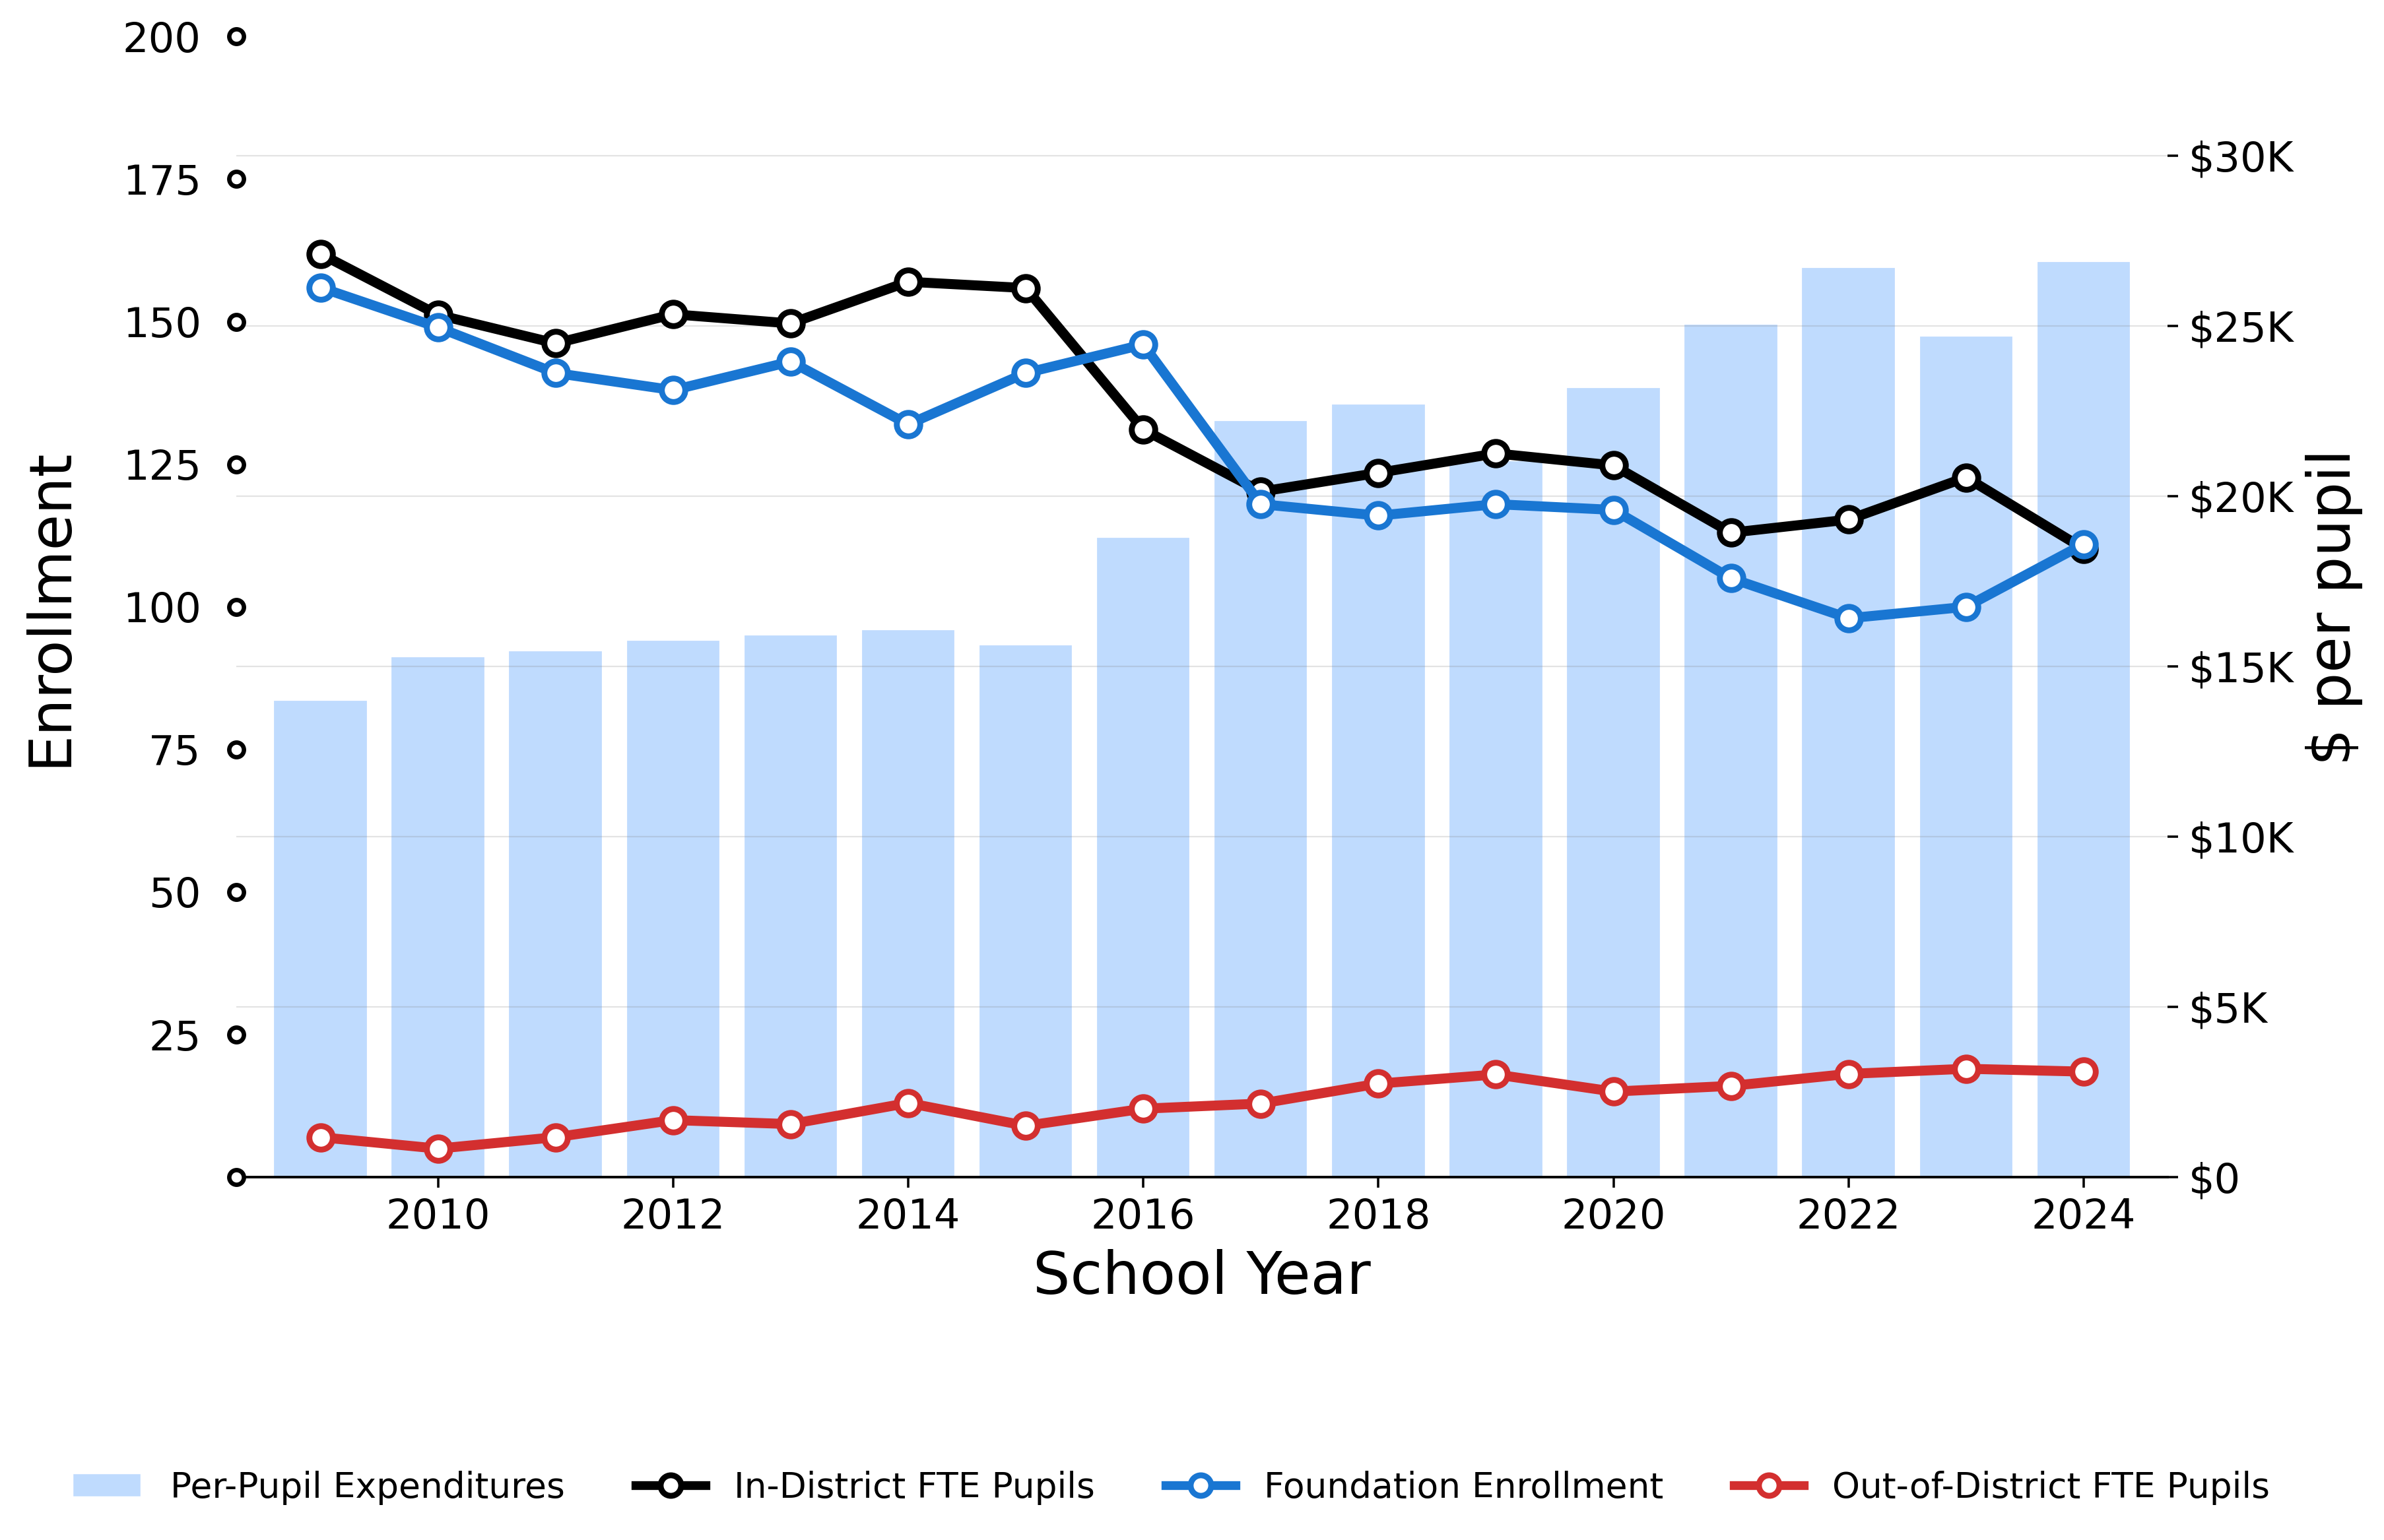 200
175
150
125
100
75
50
25
Enrollment
$30K
$25K
$20K
$15K
$10K
$5K
$0
$ per pupil
2010 2012 2014 2016 2018 2020 2022 2024
School Year
Per-Pupil Expenditures In-District FTE Pupils Foundation Enrollment Out-of-District FTE Pupils